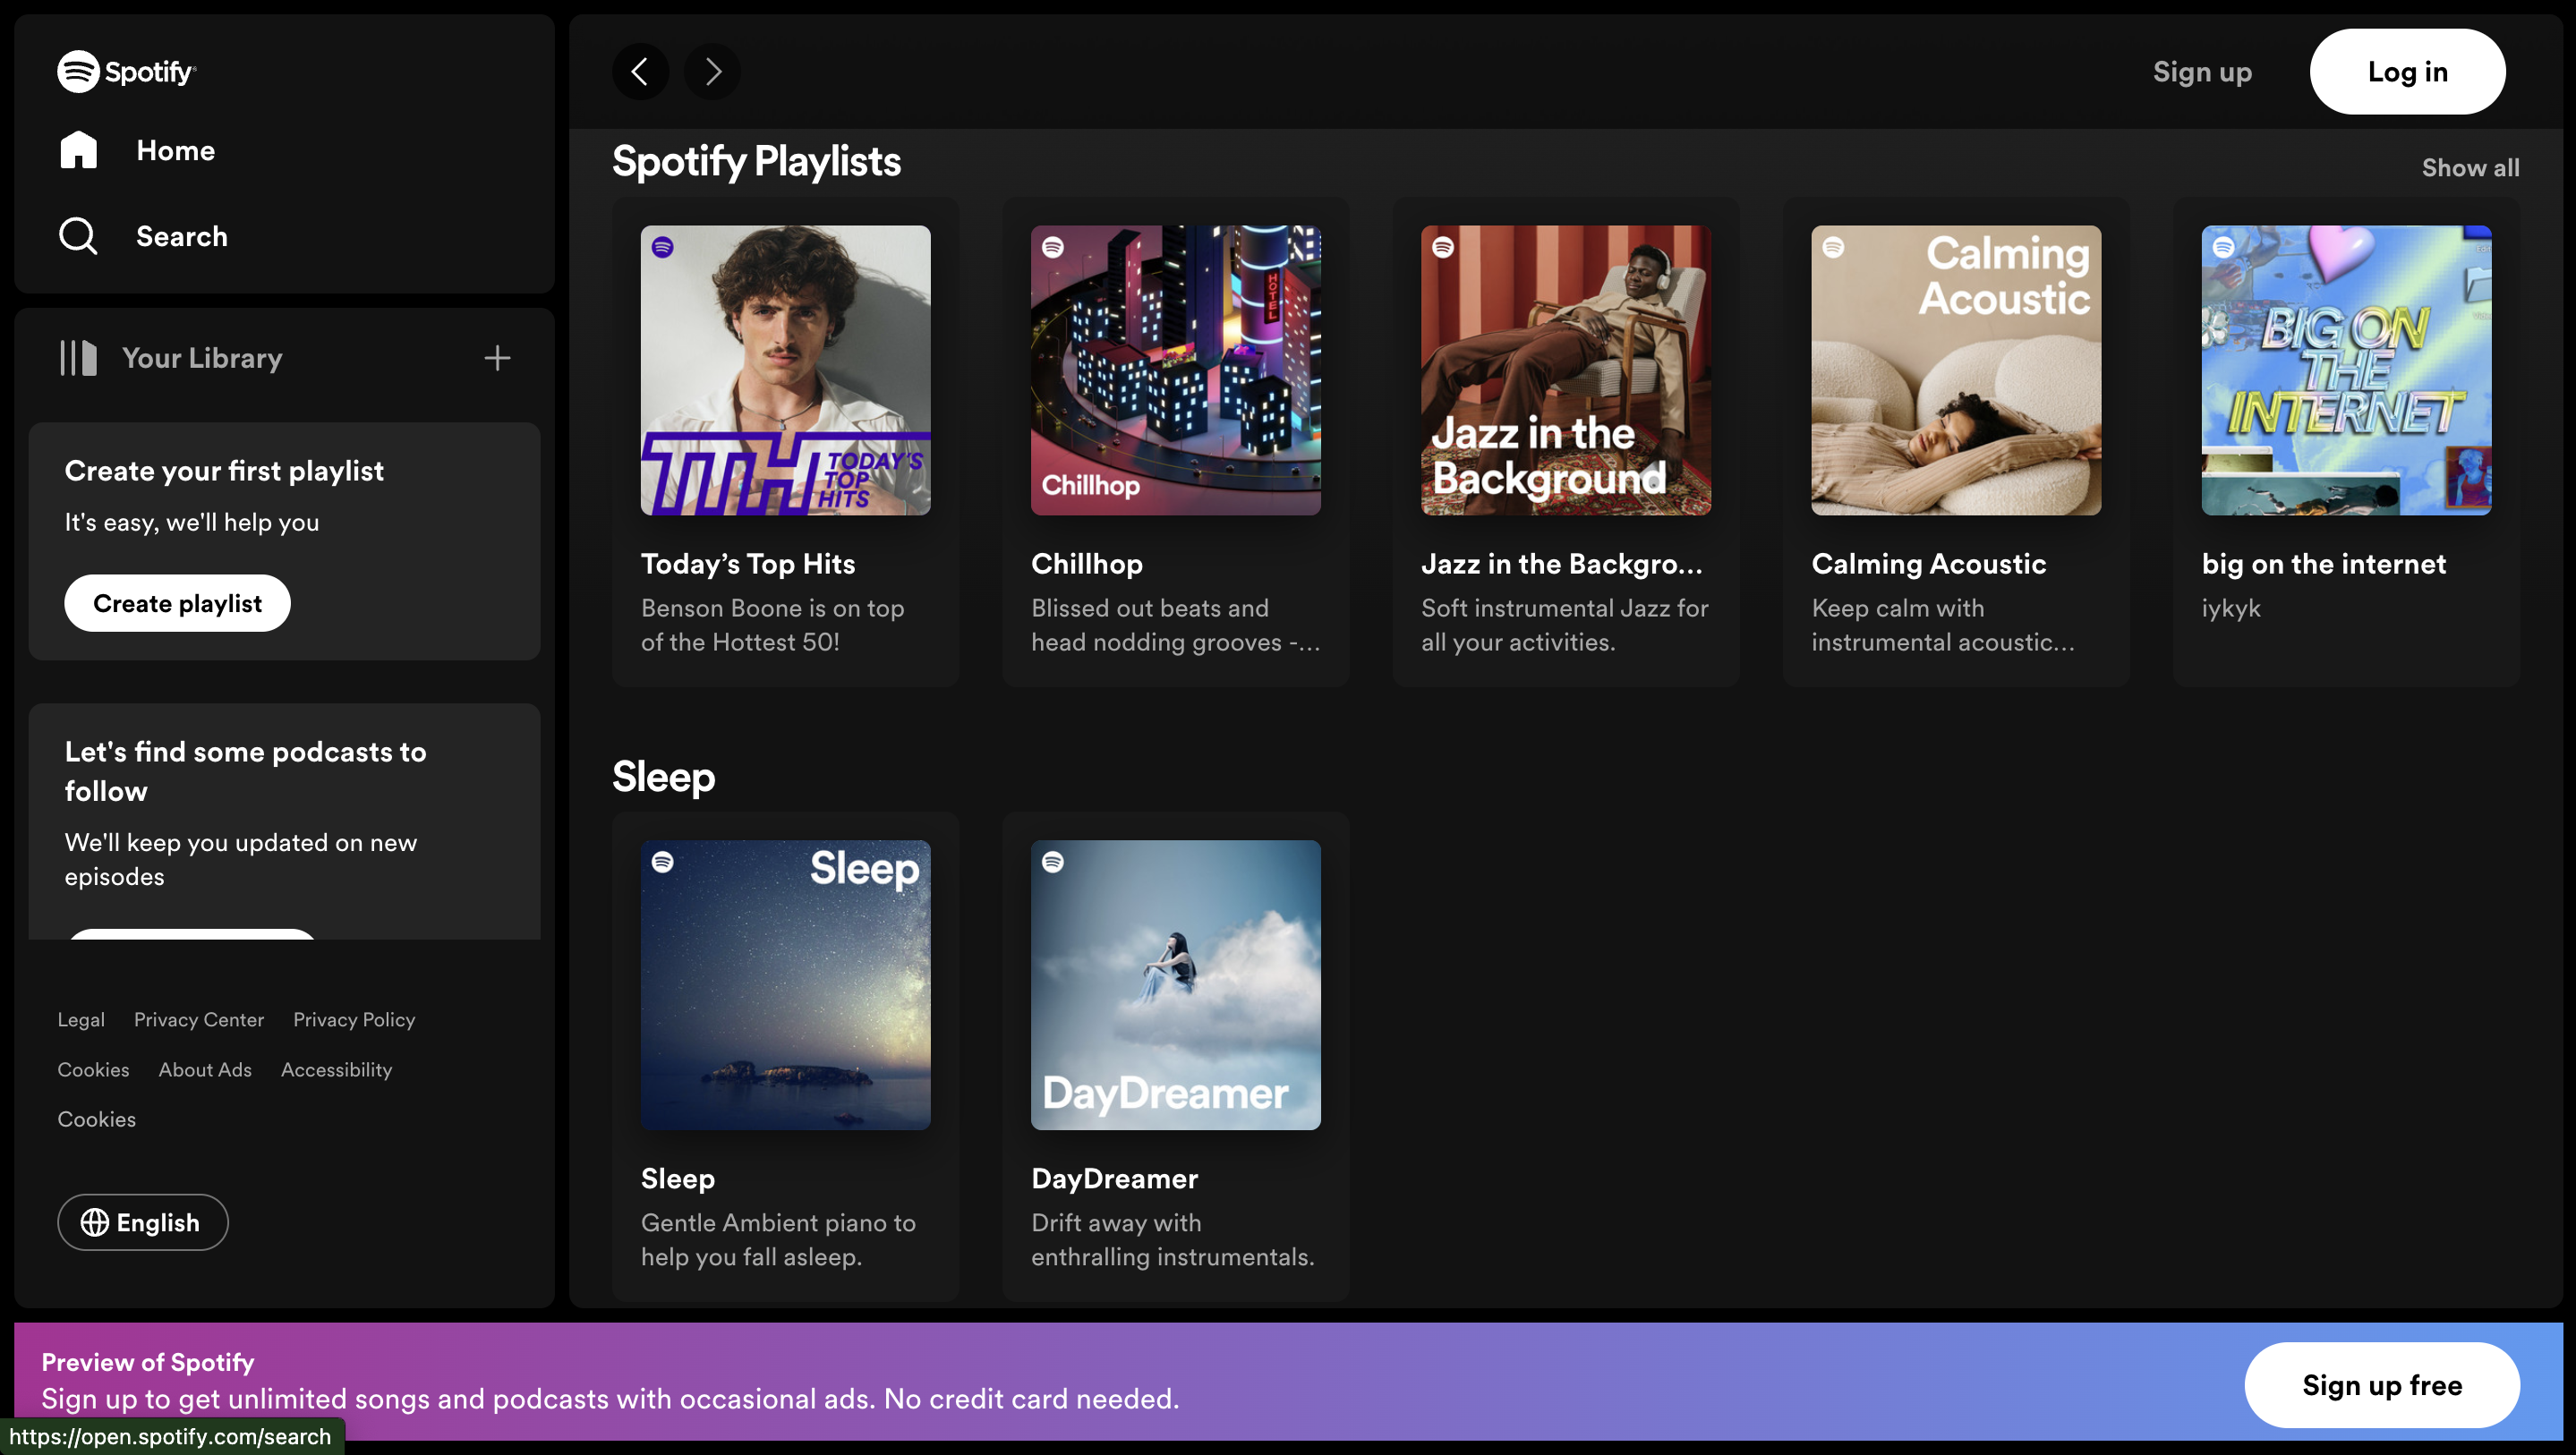 Spotify
Home
Search
Your Library
Create your first playlist
It's easy, we'll help you
Create playlist
Let's find some podcasts to
follow
We'll keep you updated on new
episodes
Legal Privacy Center Privacy Policy
Cookies About Ads Accessibility
Cookies
English
Sign up
Log in
Spotify Playlists
Show all
TTH TODAY'S
TOP
HITS
Today's Top Hits
Benson Boone is on top
of the Hottest 50!
HOTEL
Chillhop
Chillhop
Blissed out beats and
head nodding grooves -...
Jazz in the
Background
Jazz in the Backgro...
Soft instrumental Jazz for
all your activities.
Calming
Acoustic
Calming Acoustic
Keep calm with
instrumental acoustic...
BIG ON
THE
INTERNET
big on the internet
iykyk
Sleep
Sleep
Sleep
Gentle Ambient piano to
help you fall asleep.
DayDreamer
DayDreamer
Drift away with
enthralling instrumentals.
Preview of Spotify
Sign up to get unlimited songs and podcasts with occasional ads. No credit card needed.
Sign up free
https://open.spotify.com/search